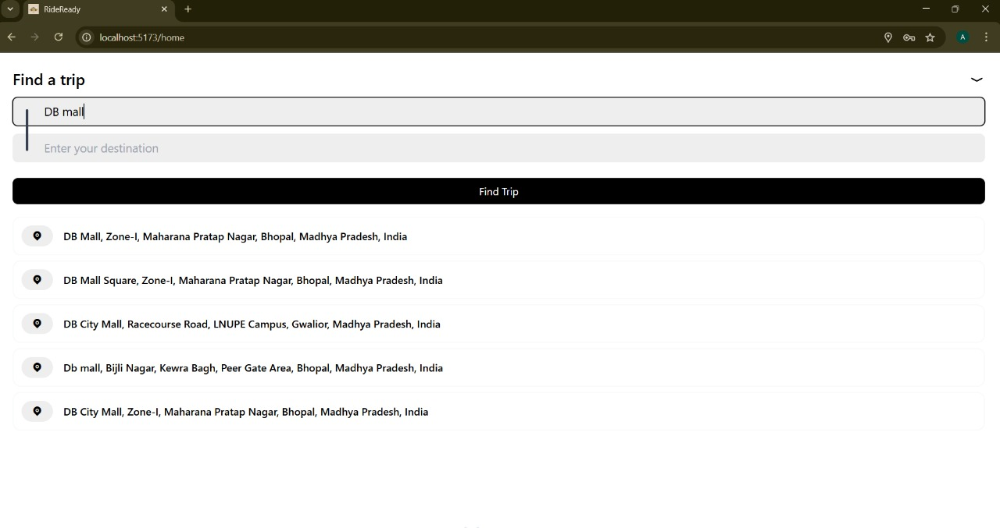 RideReady
localhost:5173/home
A
Find a trip
DB mall
Enter your destination
Find Trip
DB Mall, Zone-I, Maharana Pratap Nagar, Bhopal, Madhya Pradesh, India
DB Mall Square, Zone-I, Maharana Pratap Nagar, Bhopal, Madhya Pradesh, India
DB City Mall, Racecourse Road, LNUPE Campus, Gwalior, Madhya Pradesh, India
Db mall, Bijli Nagar, Kewra Bagh, Peer Gate Area, Bhopal, Madhya Pradesh, India
DB City Mall, Zone-I, Maharana Pratap Nagar, Bhopal, Madhya Pradesh, India